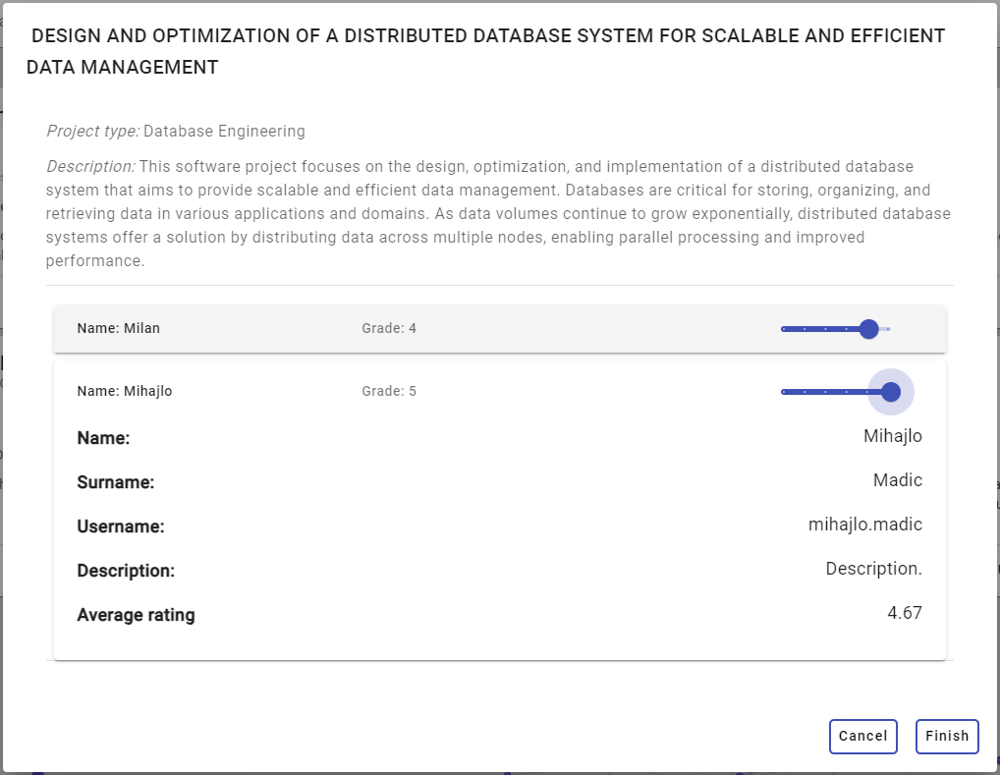 DESIGN AND OPTIMIZATION OF A DISTRIBUTED DATABASE SYSTEM FOR SCALABLE AND EFFICIENT
DATA MANAGEMENT
Project type: Database Engineering
Description: This software project focuses on the design, optimization, and implementation of a distributed database
system that aims to provide scalable and efficient data management. Databases are critical for storing, organizing, and
retrieving data in various applications and domains. As data volumes continue to grow exponentially, distributed database
systems offer a solution by distributing data across multiple nodes, enabling parallel processing and improved
performance.
Name: Milan Grade: 4
Name: Mihajlo Grade: 5
Name: Mihajlo
Surname: Madic
Username: mihajlo.madic
Description: Description.
Average rating 4.67
Cancel Finish